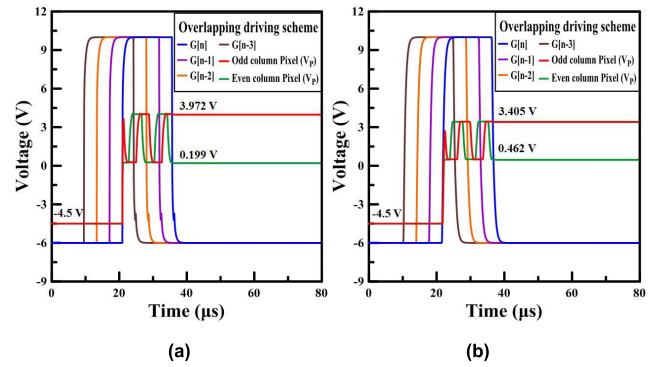 Overlapping driving scheme
G[n] G[n-3]
G[n-1] Odd column Pixel (VP)
G[n-2] Even column Pixel (VP)
12
9
6
3
0
-3
-6
-9
Voltage (V)
3.972 V
0.199 V
-4.5 V
0 20 40 60 80
Time (μs)
(a)
Overlapping driving scheme
G[n] G[n-3]
G[n-1] Odd column Pixel (VP)
G[n-2] Even column Pixel (VP)
12
9
6
3
0
-3
-6
-9
Voltage (V)
3.405 V
0.462 V
-4.5 V
0 20 40 60 80
Time (μs)
(b)